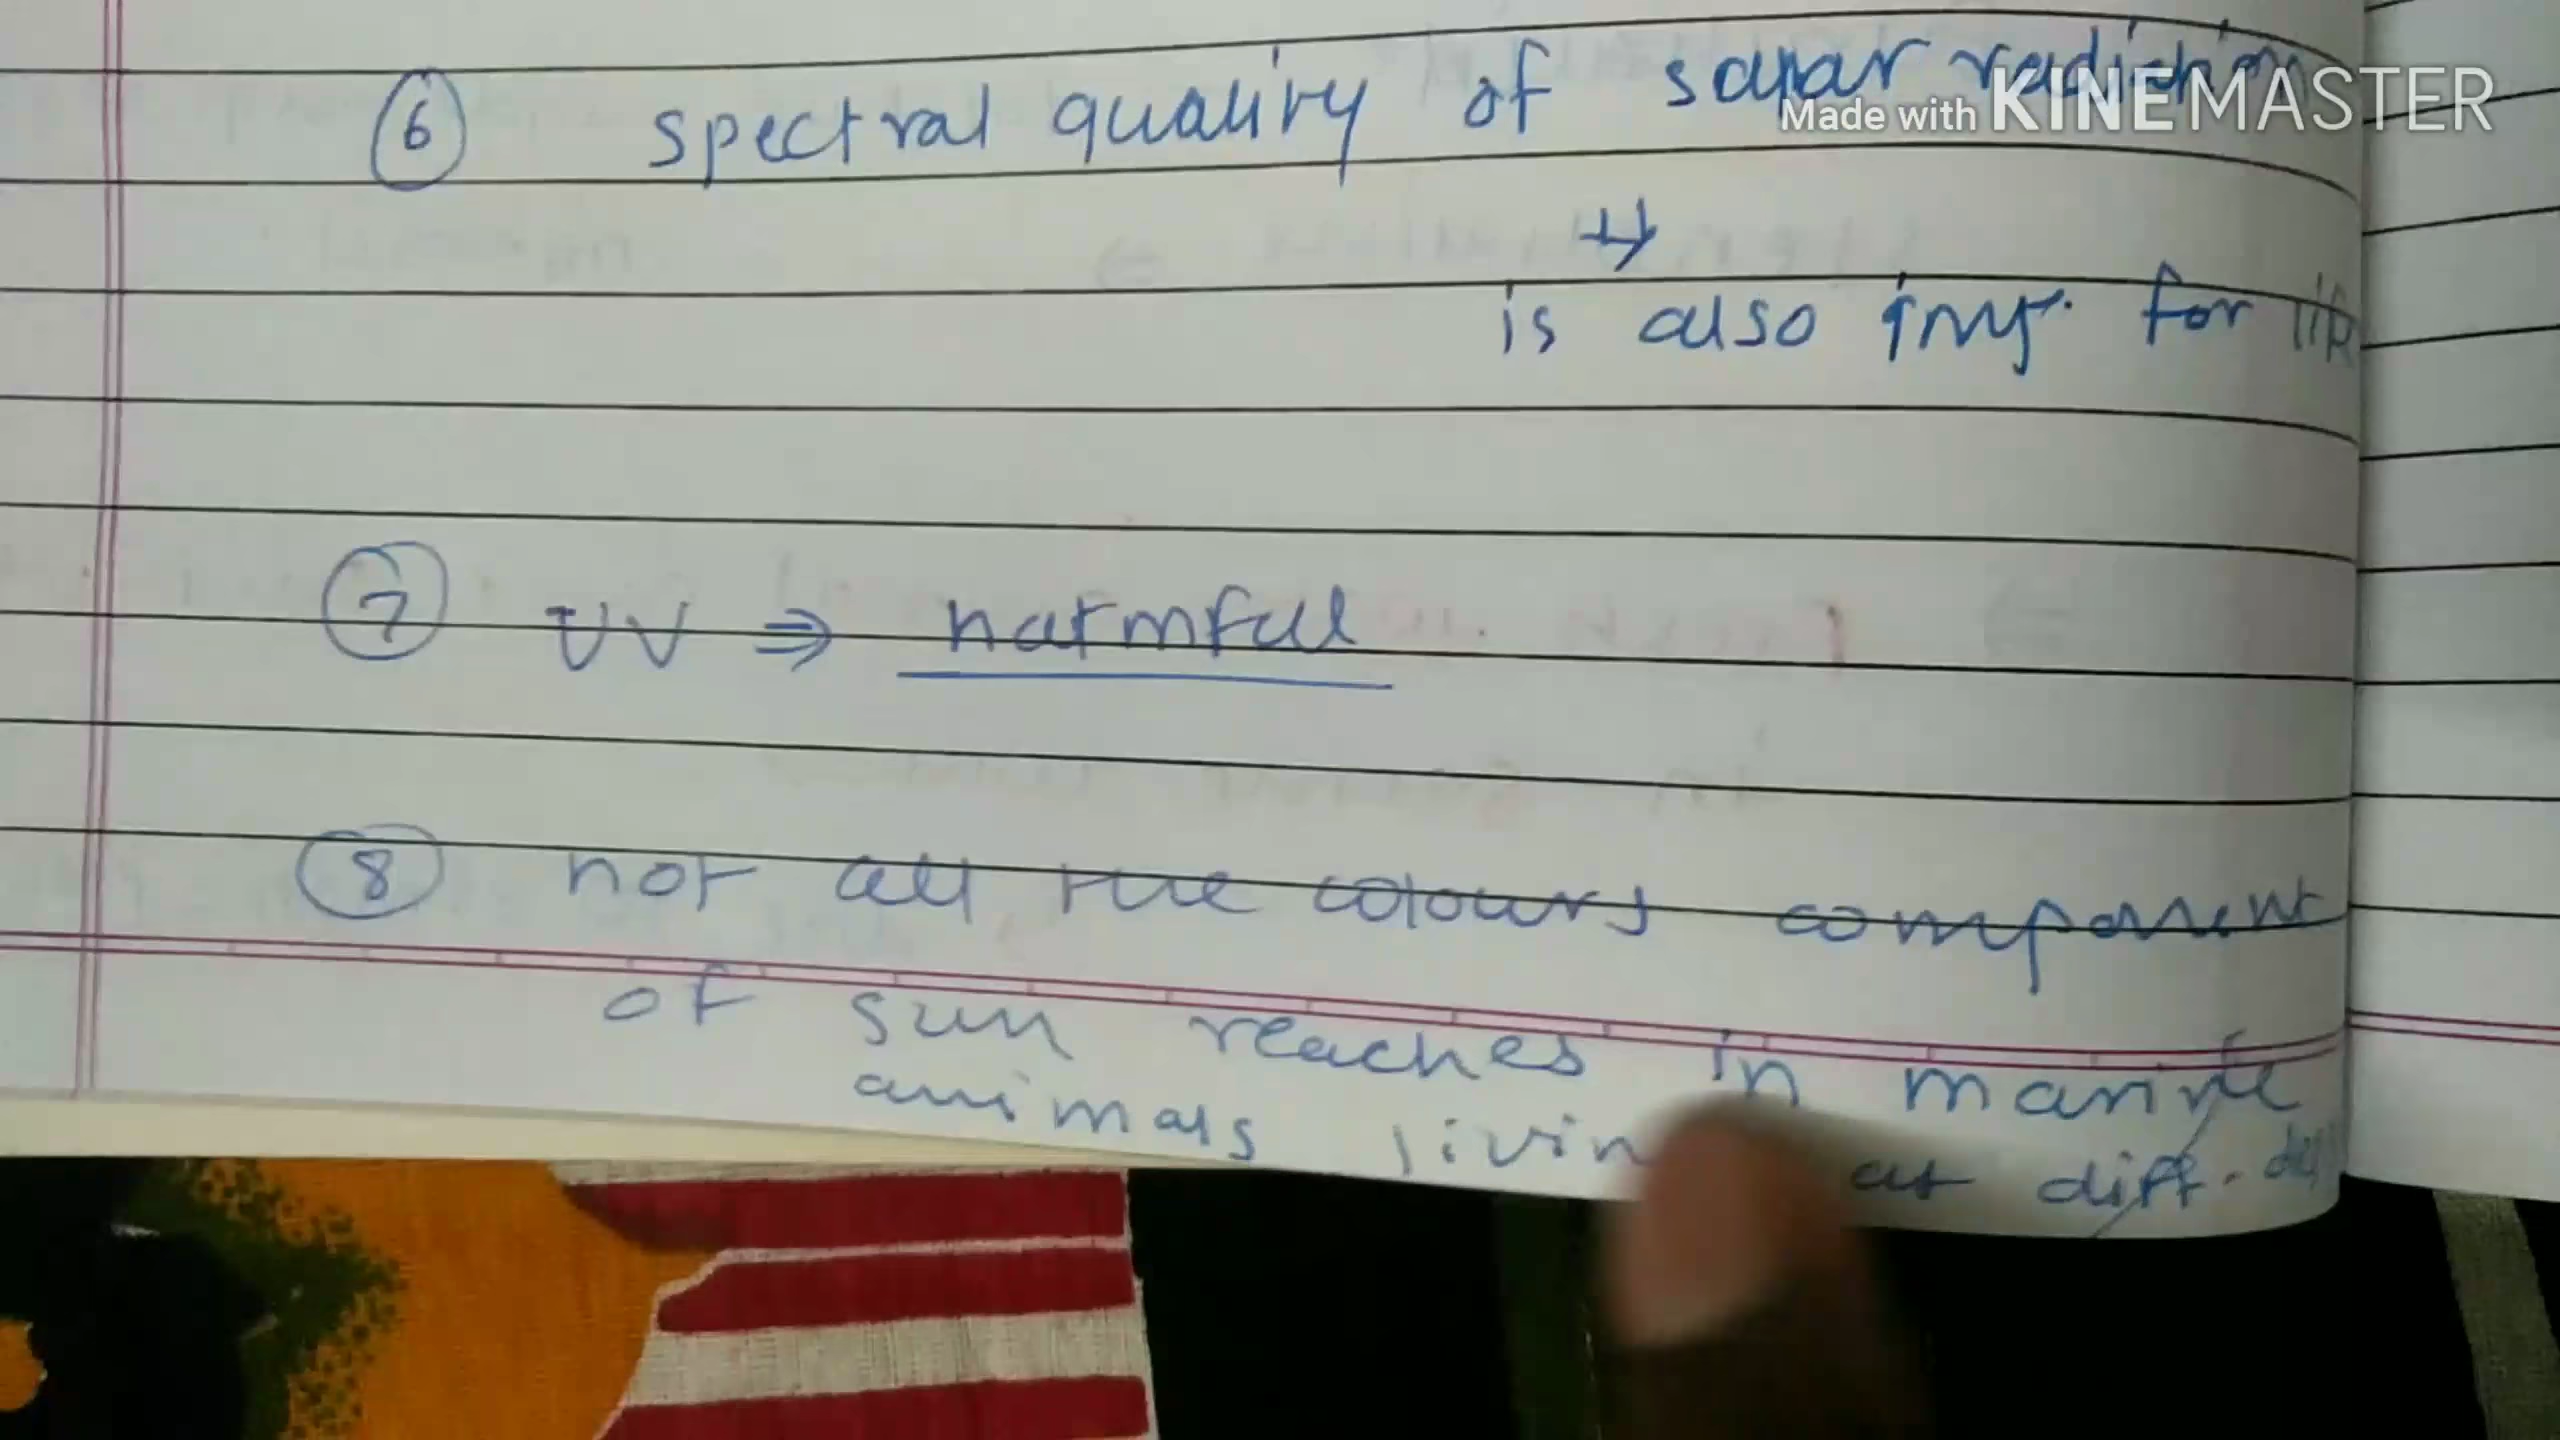 6 spectral quality of solar radiation
Made with KINEMASTER
is also imp. for
7 UV ⇒ harmful
8 not all the colours component
of sun reaches in marine
animals living at diff.